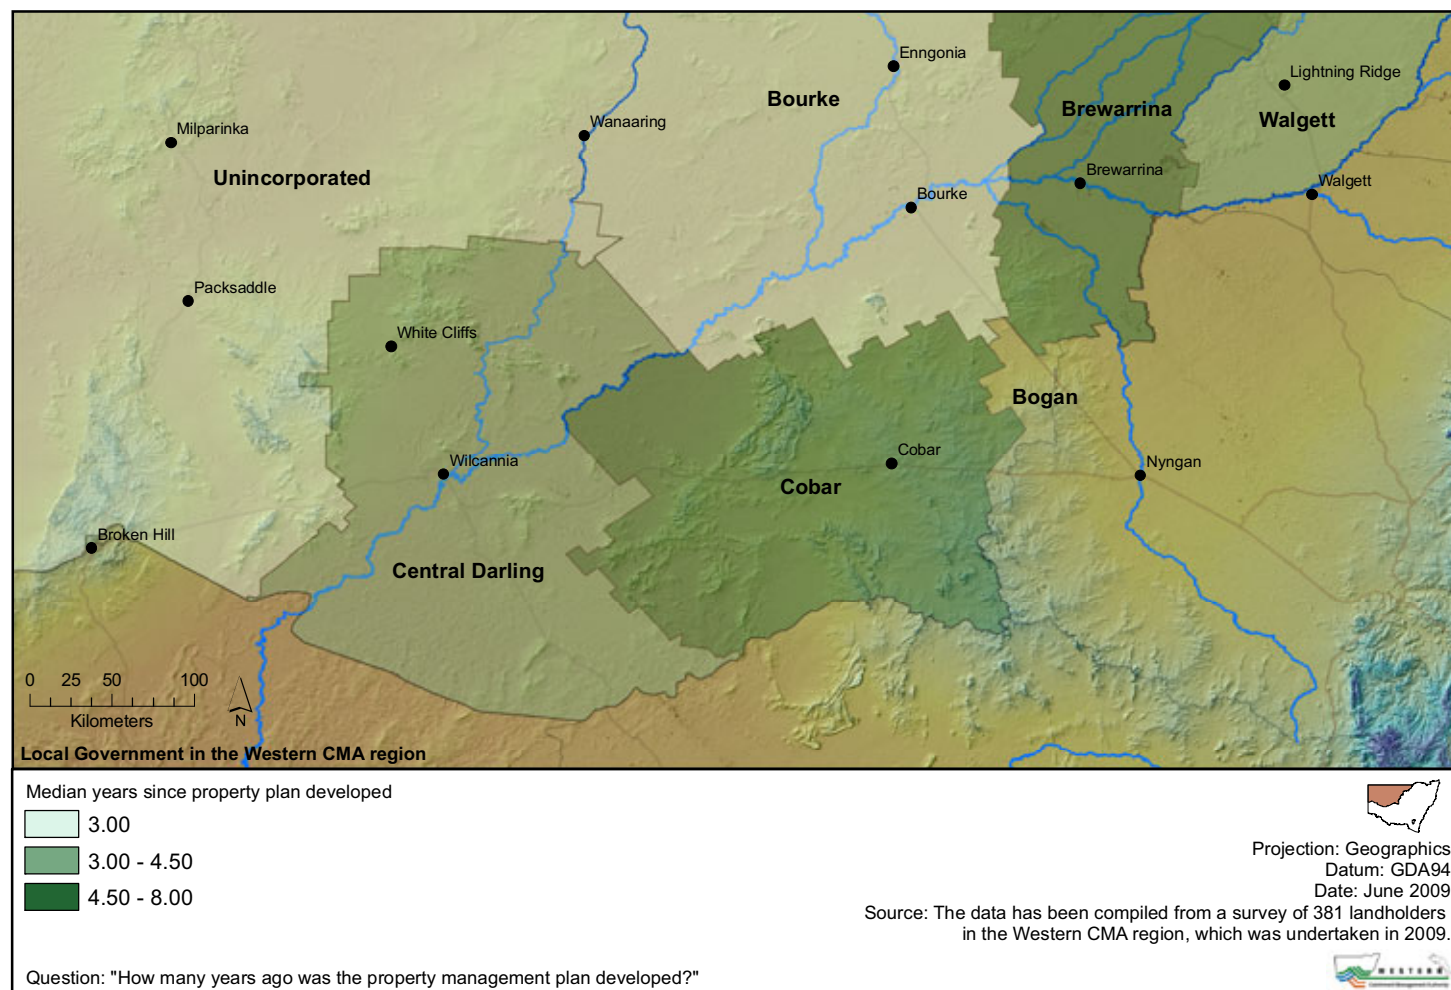 Enngonia
Lightning Ridge
Bourke
Brewarrina
Walgett
Milparinka
Wanaaring
Unincorporated
Brewarrina
Walgett
Bourke
Packsaddle
White Cliffs
Bogan
Wilcannia
Cobar
Nyngan
Cobar
Broken Hill
Central Darling
0 25 50 100
Kilometers
N
Local Government in the Western CMA region
Median years since property plan developed
3.00
3.00 - 4.50
4.50 - 8.00
Projection: Geographics
Datum: GDA94
Date: June 2009
Source: The data has been compiled from a survey of 381 landholders
in the Western CMA region, which was undertaken in 2009.
Question: "How many years ago was the property management plan developed?"
WESTERN